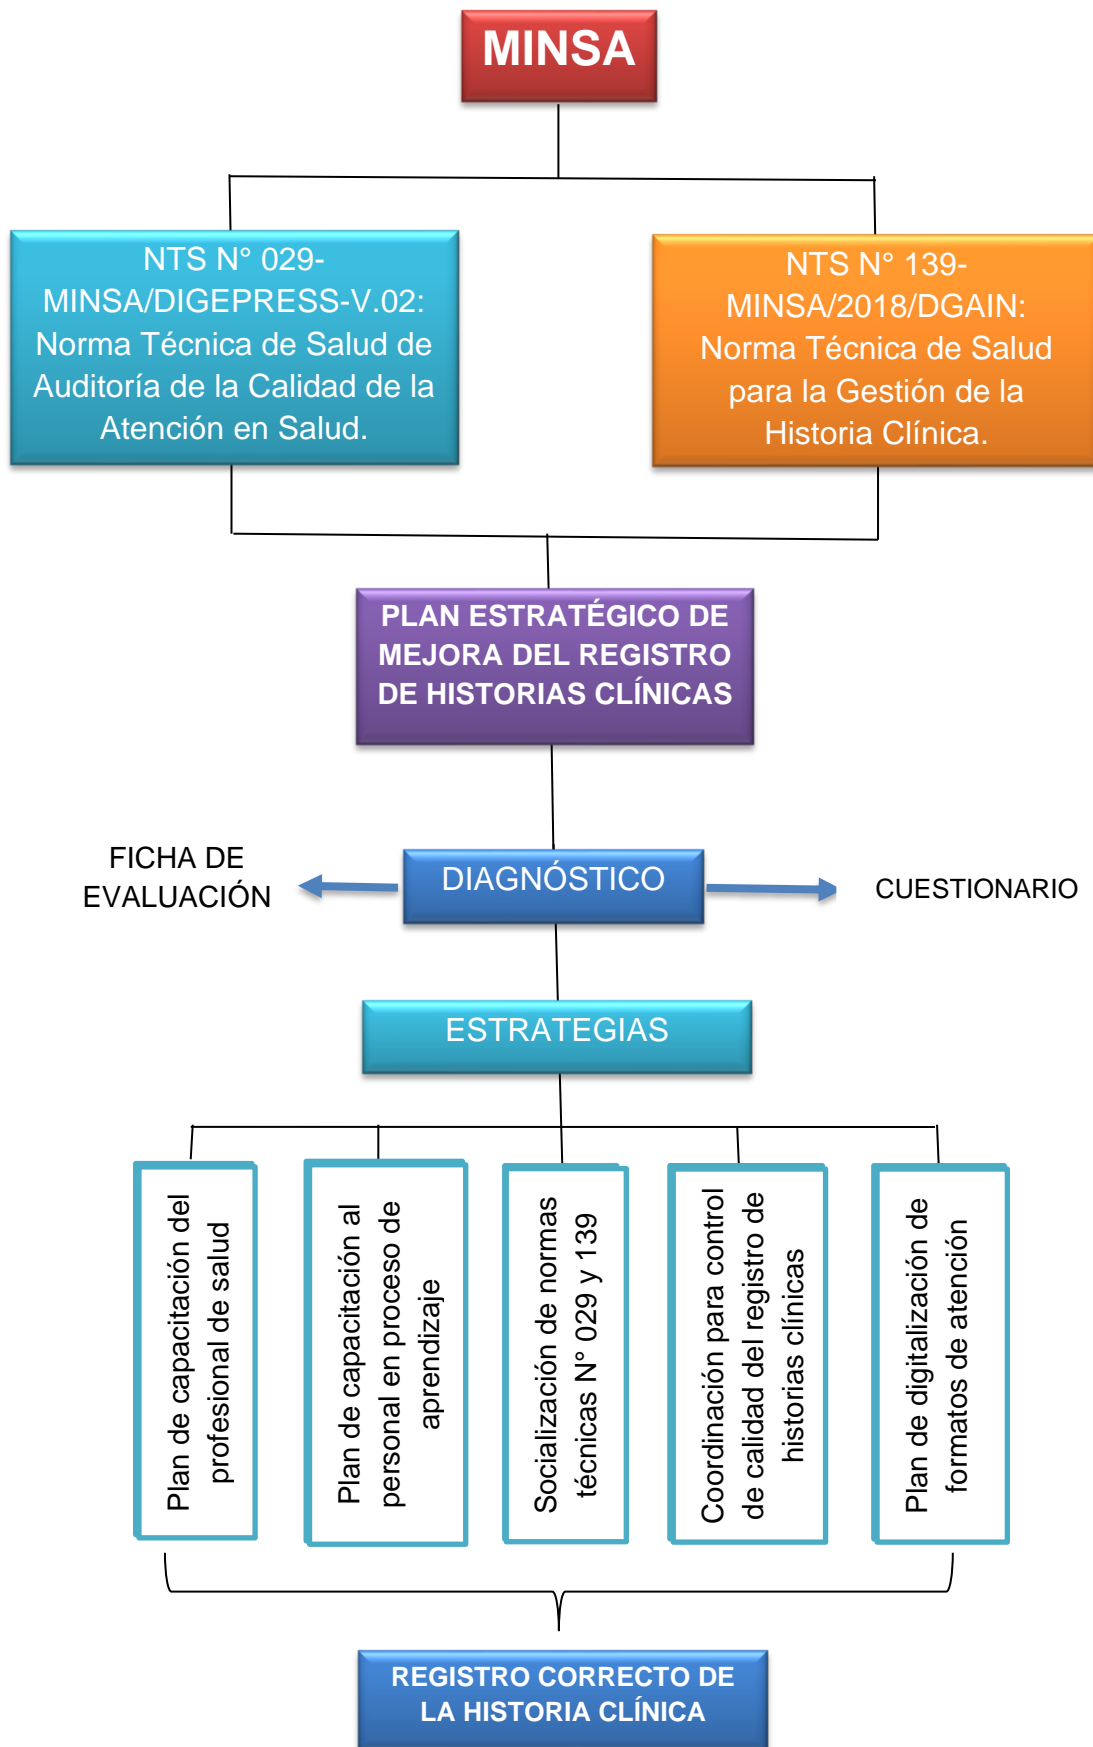 MINSA
NTS N° 029-
MINSA/DIGEPRESS-V.02:
Norma Técnica de Salud de
Auditoría de la Calidad de la
Atención en Salud.
NTS N° 139-
MINSA/2018/DGAIN:
Norma Técnica de Salud
para la Gestión de la
Historia Clínica.
PLAN ESTRATÉGICO DE
MEJORA DEL REGISTRO
DE HISTORIAS CLÍNICAS
FICHA DE
EVALUACIÓN
DIAGNÓSTICO
CUESTIONARIO
ESTRATEGIAS
Plan de capacitación del
profesional de salud
Plan de capacitación al
personal en proceso de
aprendizaje
Socialización de normas
técnicas N° 029 y 139
Coordinación para control
de calidad del registro de
historias clínicas
Plan de digitalización de
formatos de atención
REGISTRO CORRECTO DE
LA HISTORIA CLÍNICA